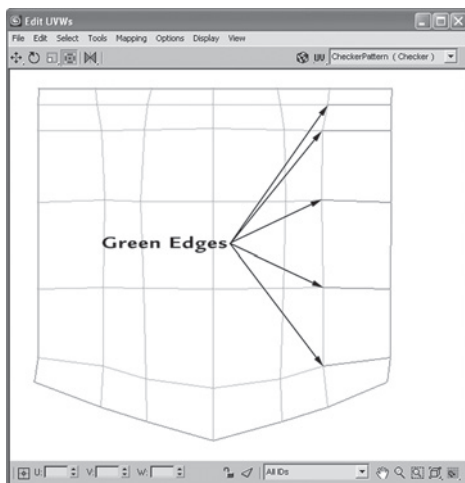 Edit UVWs
File Edit Select Tools Mapping Options Display View
UV CheckerPattern ( Checker )
Green Edges
U: V: W: All IDs